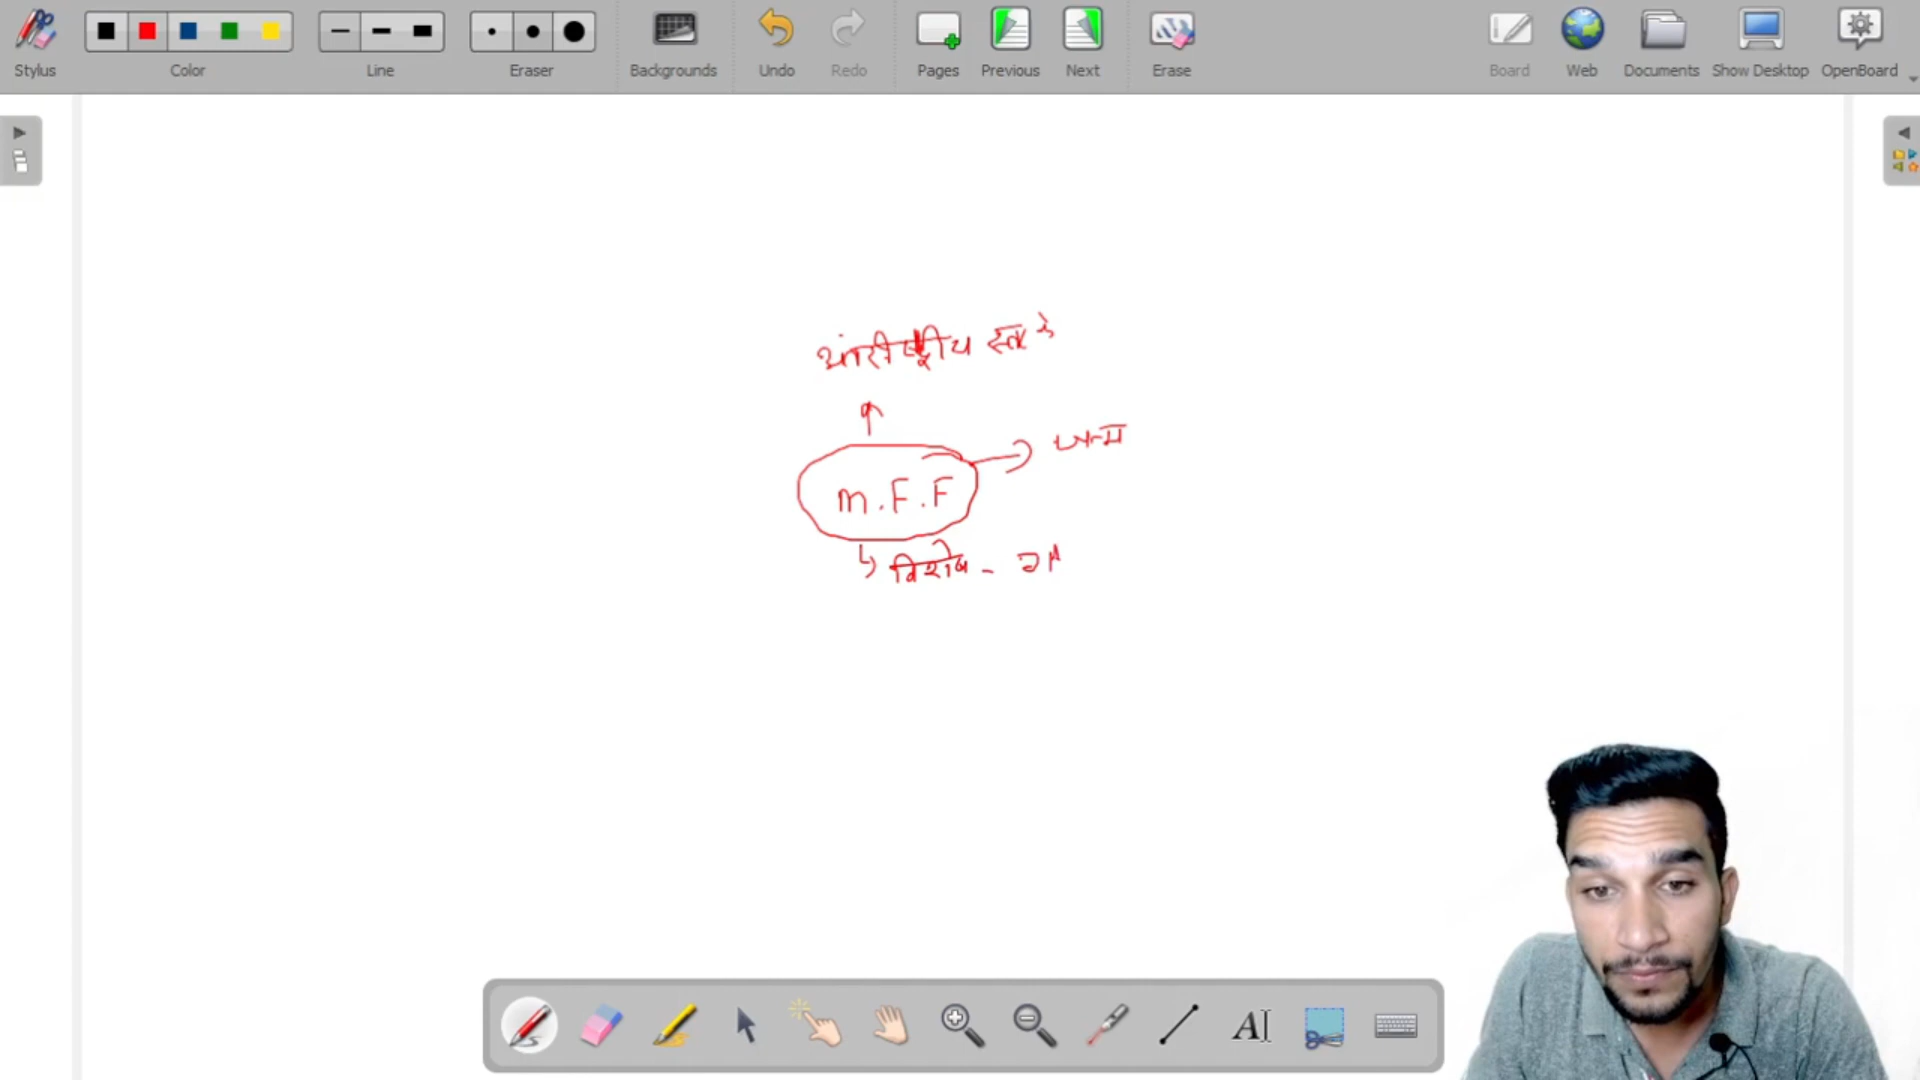 Stylus
Color
Line
Eraser
Backgrounds
Undo
Redo
Pages
Previous
Next
Erase
Board
Web
Documents
Show Desktop
OpenBoard
अंतर्राष्ट्रीय स्तर के
M.F.F
विशेष -